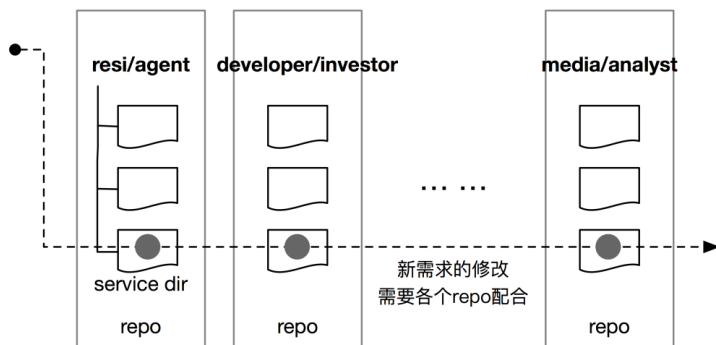 resi/agent
developer/investor
media/analyst
... ...
新需求的修改
需要各个repo配合
service dir
repo
repo
repo